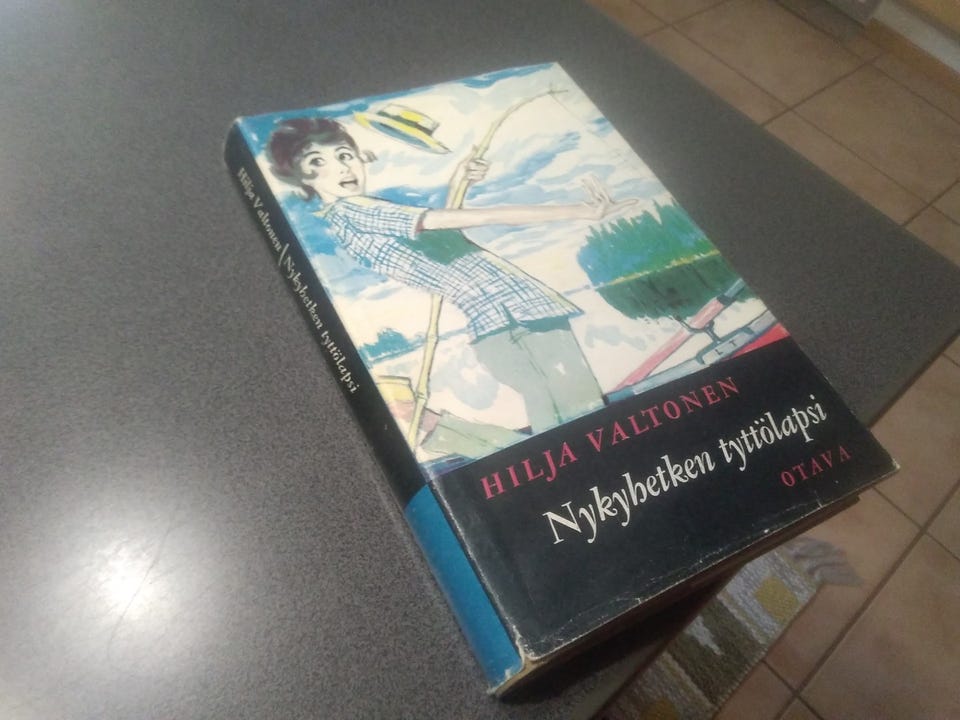 HILJA VALTONEN
Nykyhetken tyttölapsi
OTAVA
Hilja Valtonen / Nykyhetken tyttölapsi